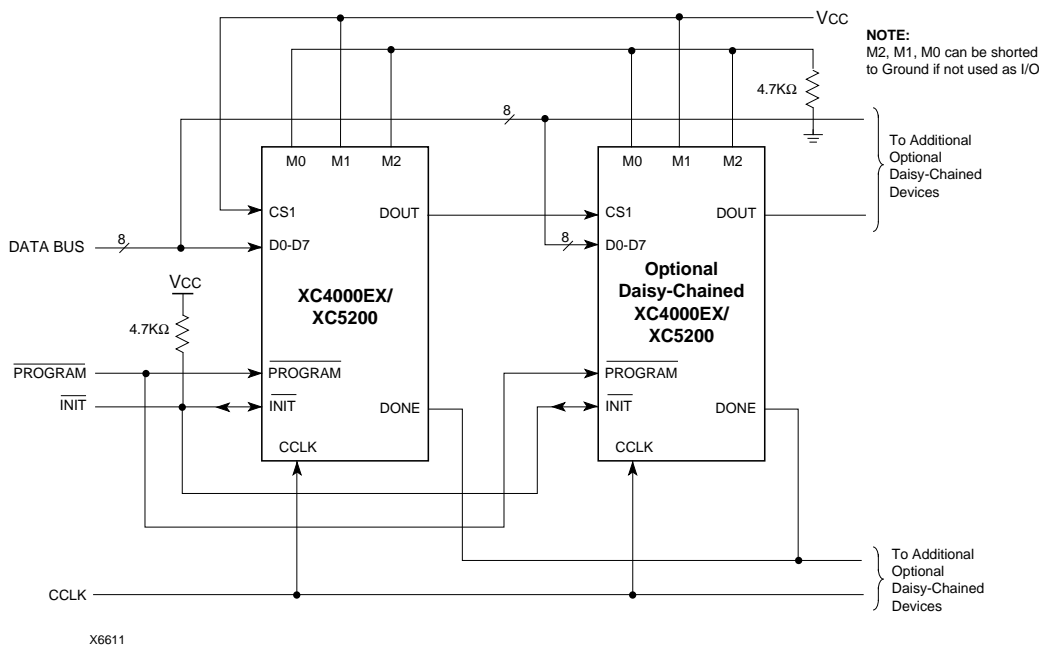 VCC
NOTE:
M2, M1, M0 can be shorted
to Ground if not used as I/O
4.7KΩ
8
To Additional
Optional
Daisy-Chained
Devices
M0 M1 M2
M0 M1 M2
CS1 DOUT
CS1 DOUT
DATA BUS 8
D0-D7
8 D0-D7
VCC
4.7KΩ
XC4000EX/
XC5200
Optional
Daisy-Chained
XC4000EX/
XC5200
PROGRAM
PROGRAM
PROGRAM
INIT
INIT DONE
INIT DONE
CCLK
CCLK
To Additional
Optional
Daisy-Chained
Devices
CCLK
X6611